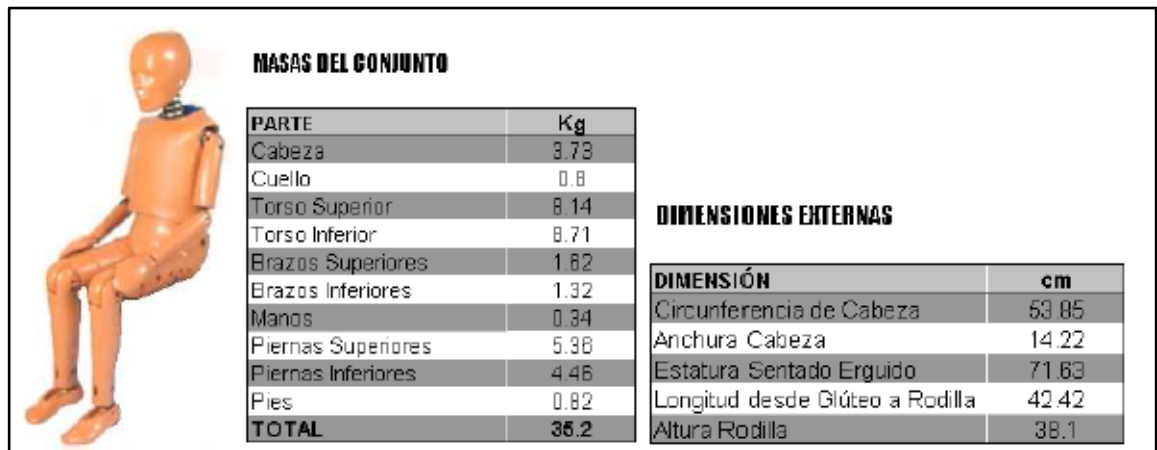 MASAS DEL CONJUNTO
PARTE Kg
Cabeza 3.73
Cuello 0.8
Torso Superior 8.14
Torso Inferior 8.71
Brazos Superiores 1.62
Brazos Inferiores 1.32
Manos 0.34
Piernas Superiores 5.36
Piernas Inferiores 4.46
Pies 0.82
TOTAL 35.2
DIMENSIONES EXTERNAS
DIMENSIÓN cm
Circunferencia de Cabeza 53.85
Anchura Cabeza 14.22
Estatura Sentado Erguido 71.63
Longitud desde Glúteo a Rodilla 42.42
Altura Rodilla 38.1